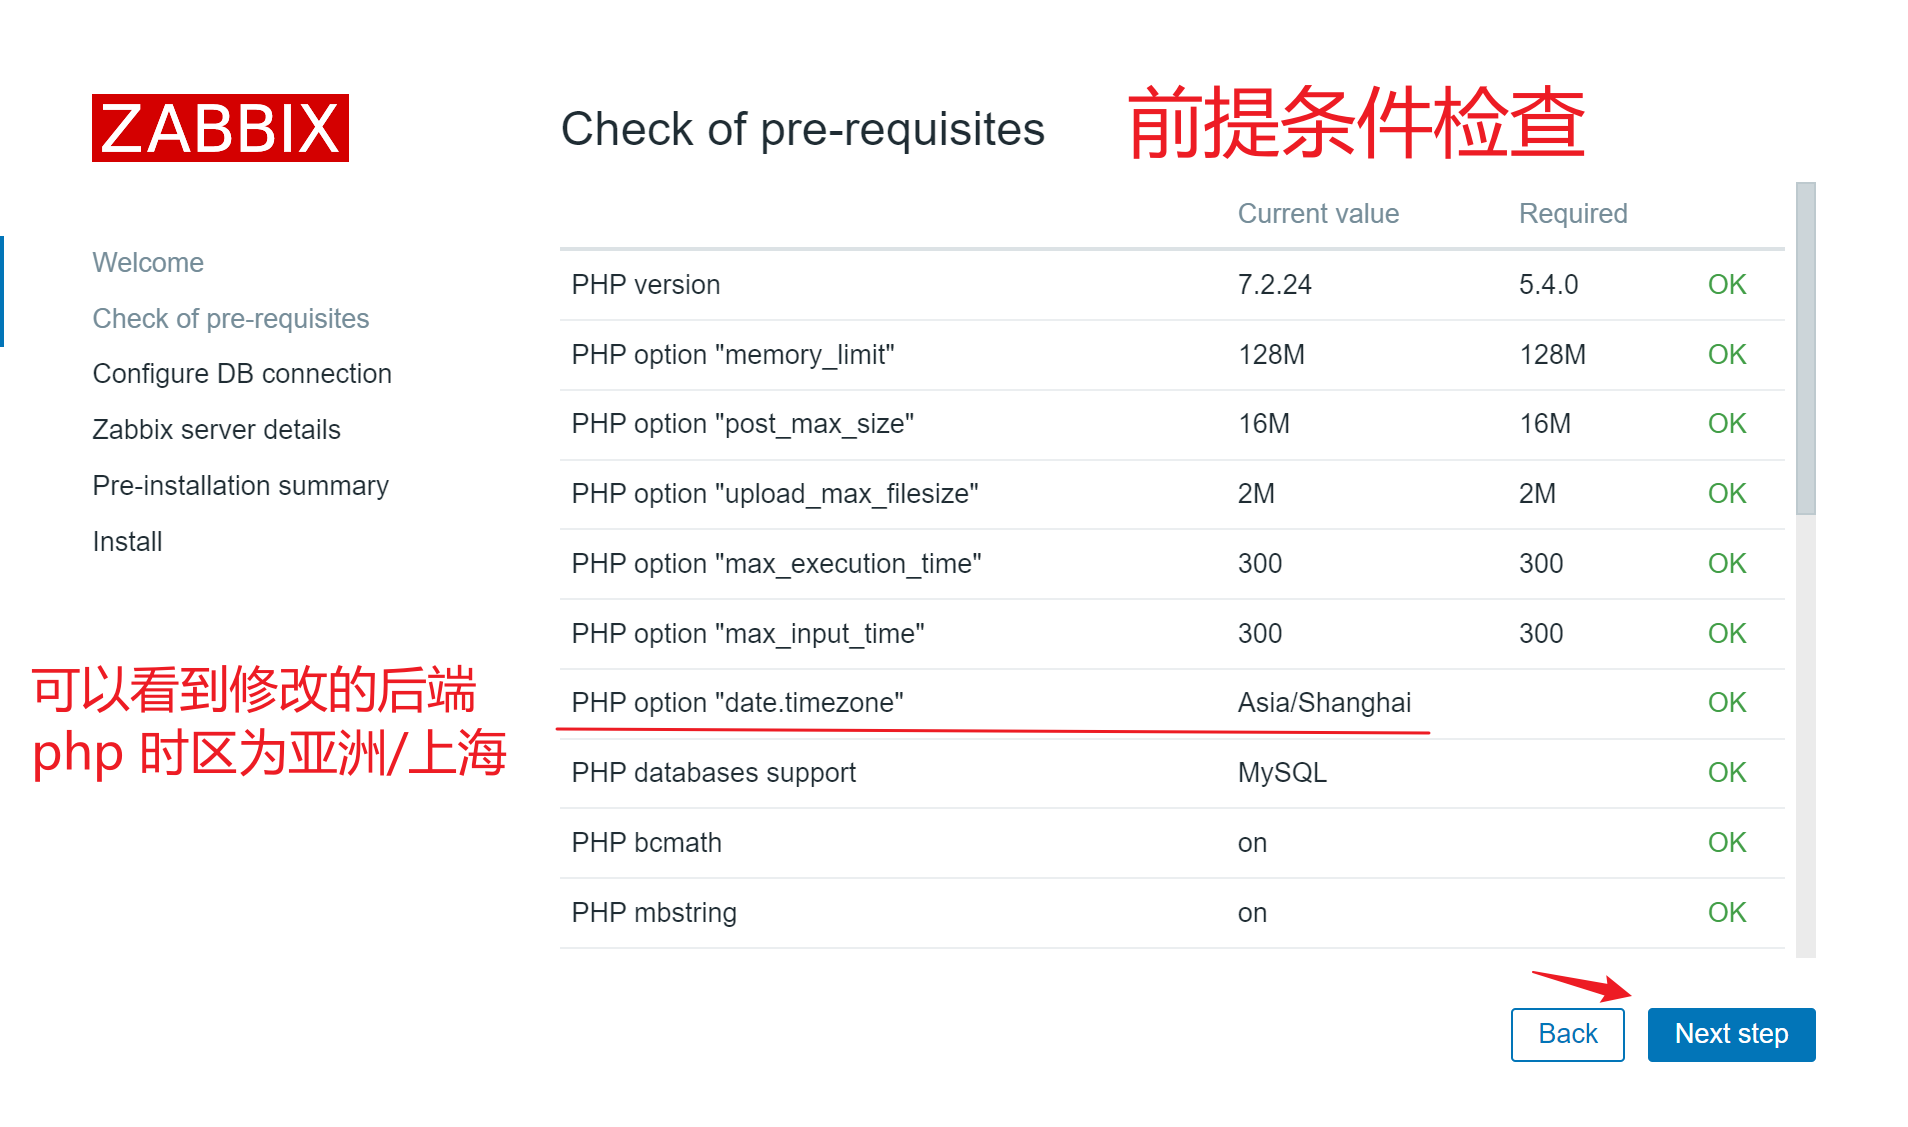 ZABBIX
Check of pre-requisites
前提条件检查
Welcome
Check of pre-requisites
Configure DB connection
Zabbix server details
Pre-installation summary
Install
可以看到修改的后端
php 时区为亚洲/上海
Current value Required
PHP version 7.2.24 5.4.0 OK
PHP option "memory_limit" 128M 128M OK
PHP option "post_max_size" 16M 16M OK
PHP option "upload_max_filesize" 2M 2M OK
PHP option "max_execution_time" 300 300 OK
PHP option "max_input_time" 300 300 OK
PHP option "date.timezone" Asia/Shanghai OK
PHP databases support MySQL OK
PHP bcmath on OK
PHP mbstring on OK
Back Next step